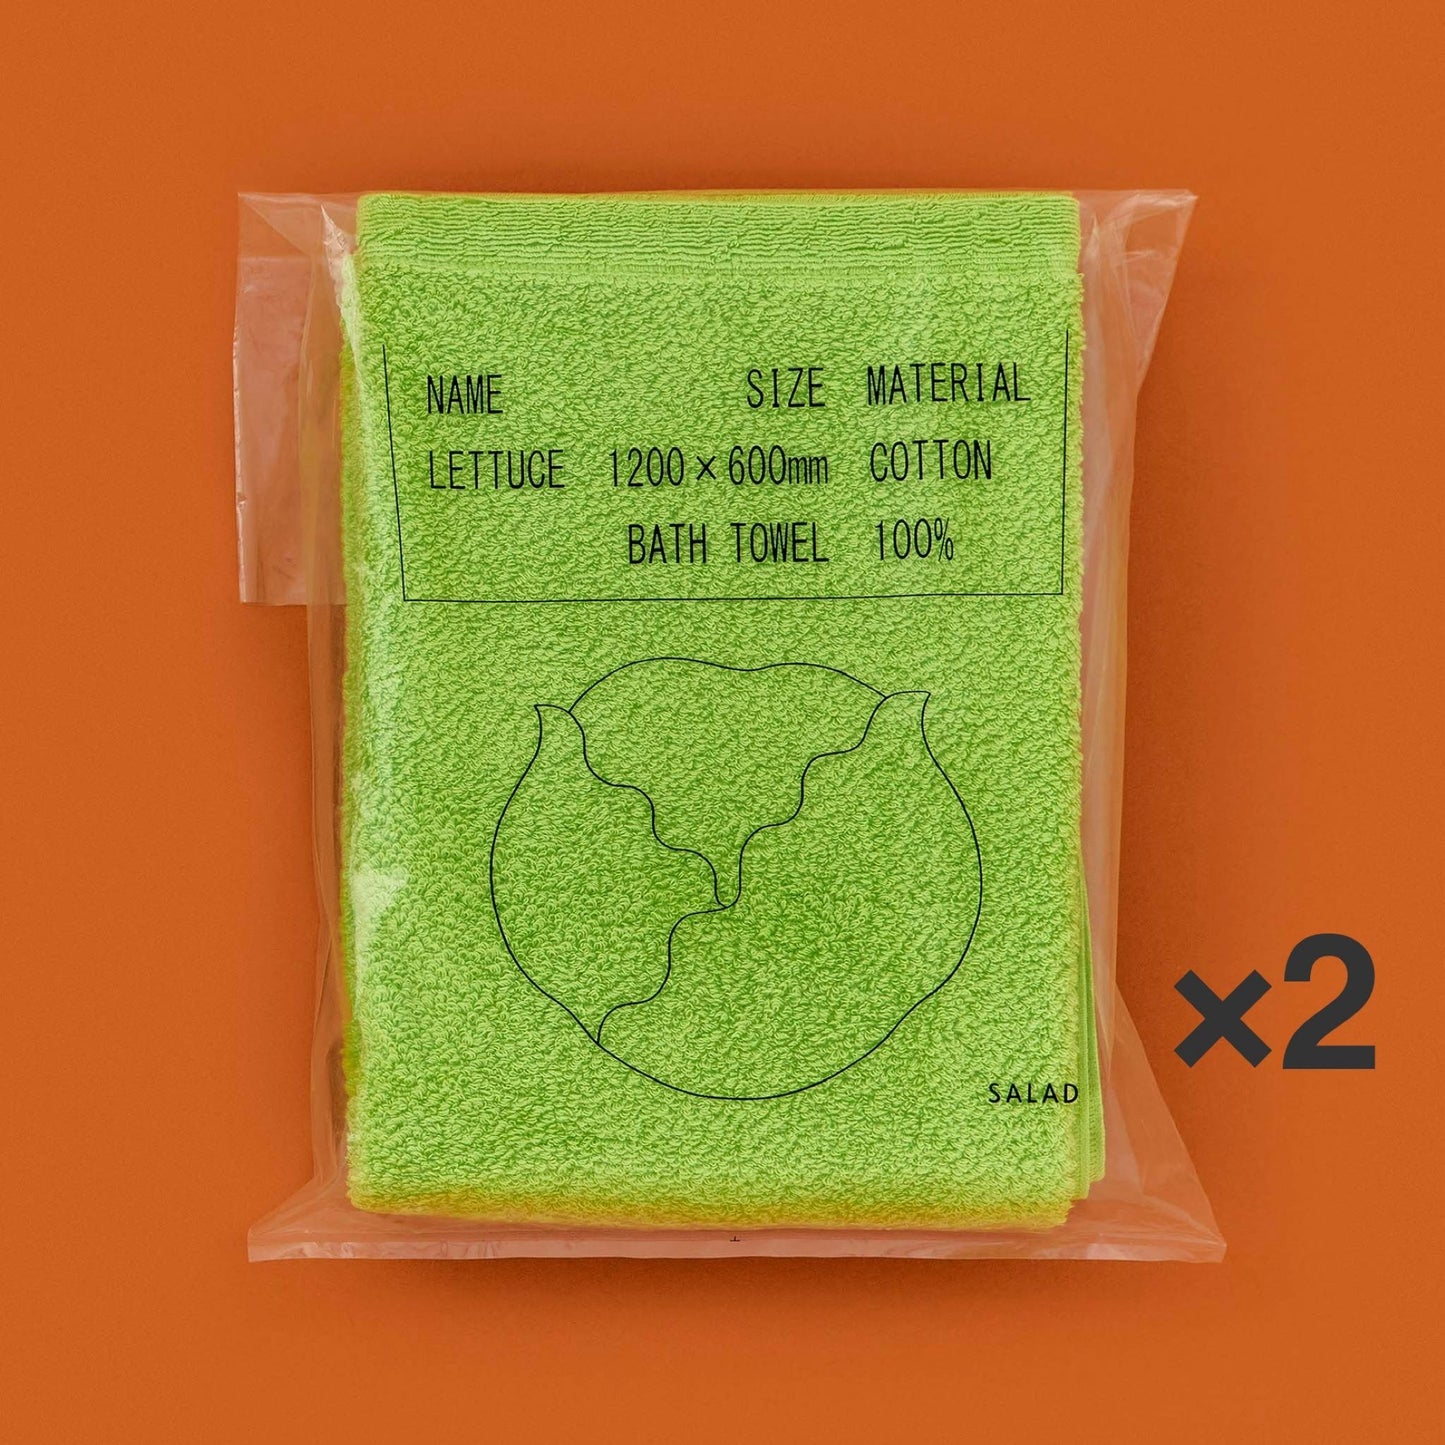 NAME SIZE MATERIAL
LETTUCE 1200×600mm COTTON
BATH TOWEL 100%
SALAD
×2